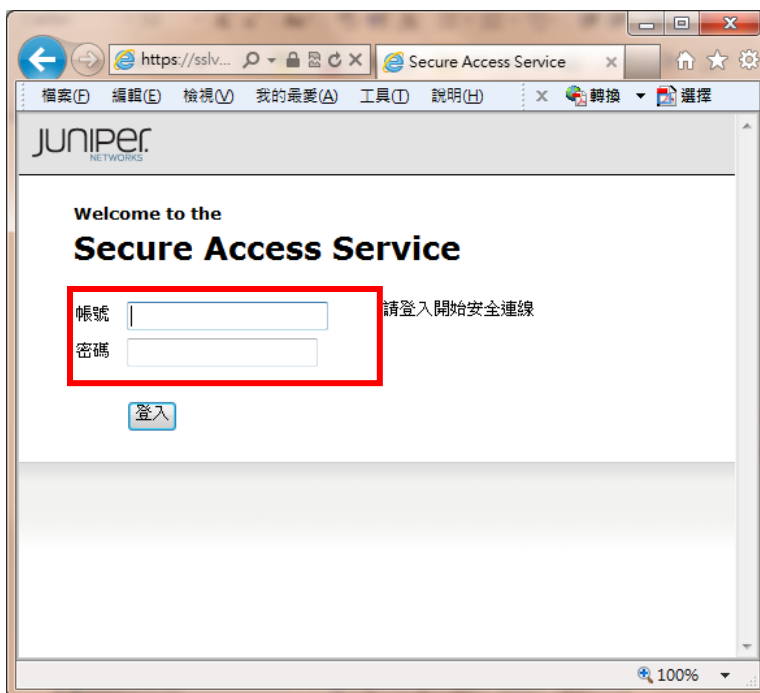 https://sslv...
Secure Access Service
檔案(F) 編輯(E) 檢視(V) 我的最愛(A) 工具(T) 說明(H) x 轉換 選擇
JUNIPER
NETWORKS
Welcome to the
Secure Access Service
帳號
請登入開始安全連線
密碼
登入
100%